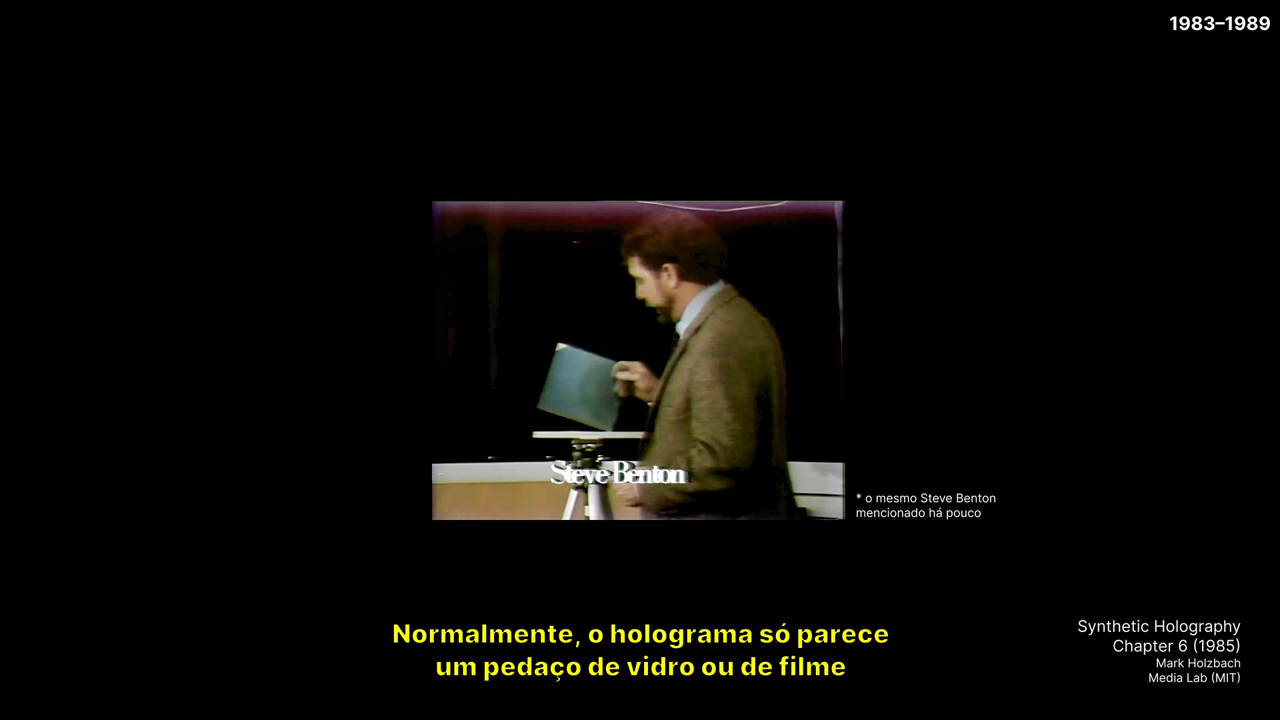 1983–1989
Steve Benton
* o mesmo Steve Benton
mencionado há pouco
Normalmente, o holograma só parece
um pedaço de vidro ou de filme
Synthetic Holography
Chapter 6 (1985)
Mark Holzbach
Media Lab (MIT)